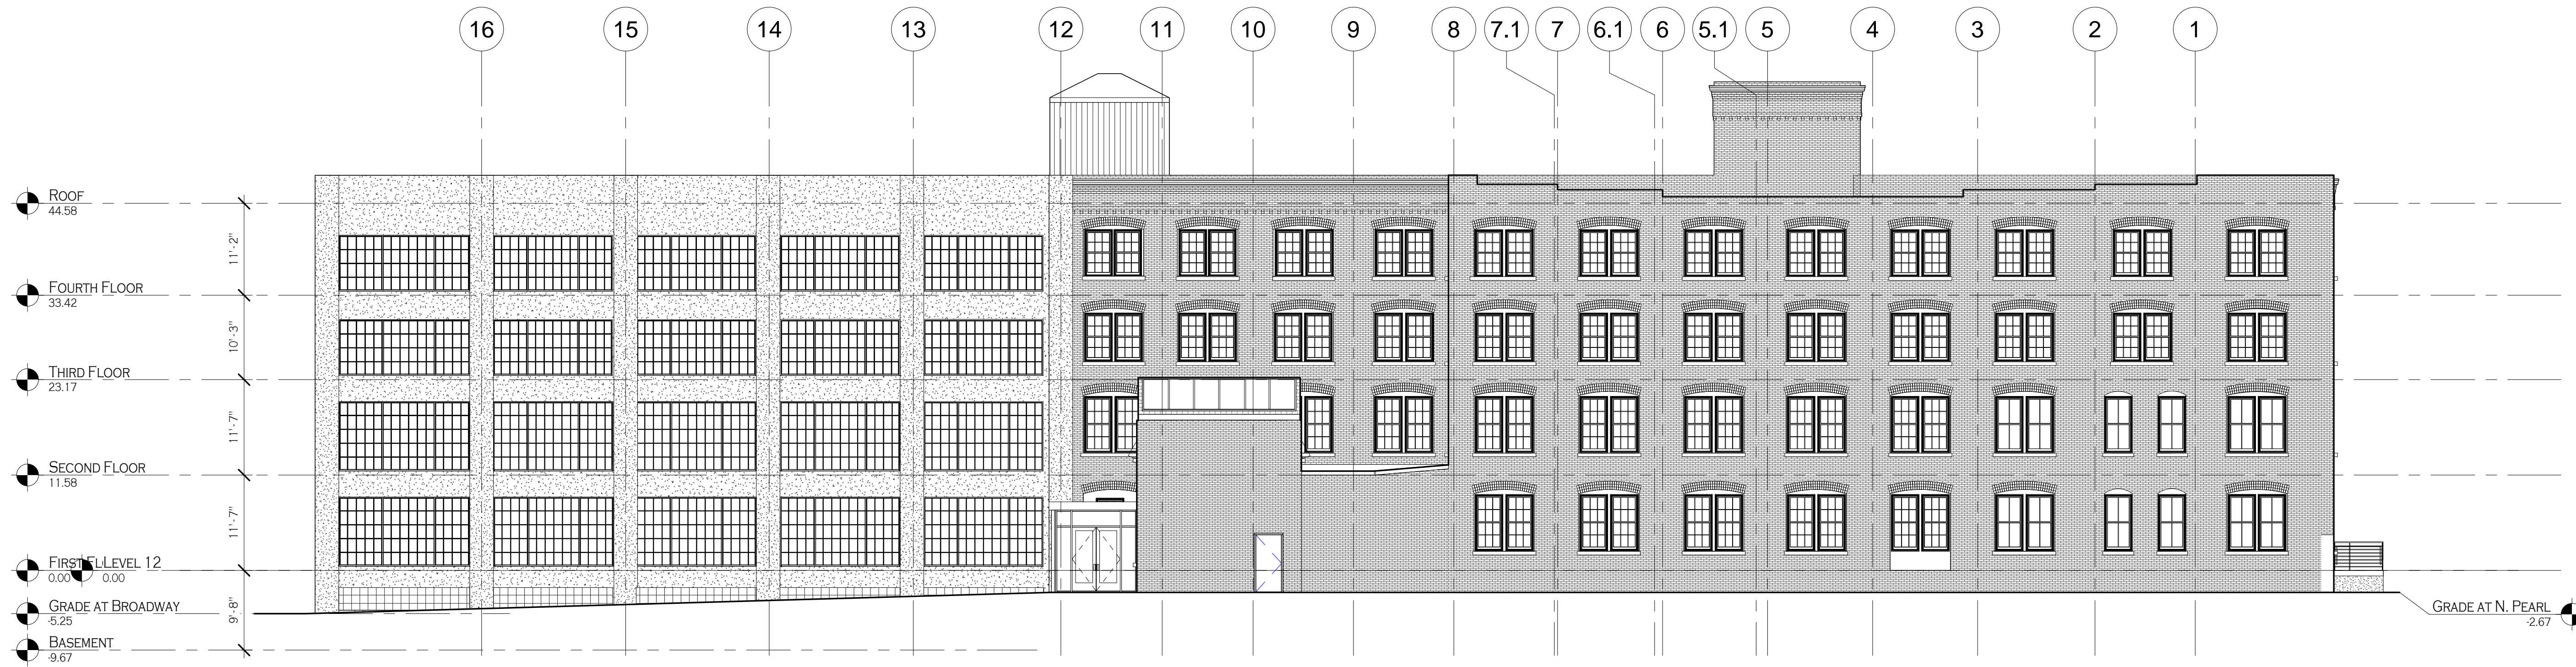 16 15 14 13 12 11 10 9 8 7.1 7 6.1 6 5.1 5 4 3 2 1
ROOF
44.58
11'-2"
FOURTH FLOOR
33.42
10'-3"
THIRD FLOOR
23.17
11'-7"
SECOND FLOOR
11.58
11'-7"
FIRST FLLEVEL 12
0.00 0.00
9'-8"
GRADE AT BROADWAY
-5.25
BASEMENT
-9.67
GRADE AT N. PEARL
-2.67